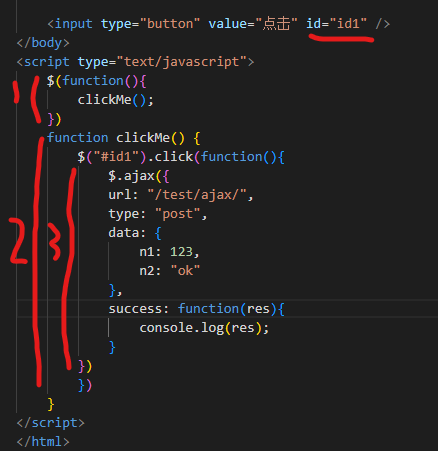 <input type="button" value="点击" id="id1" />
</body>
<script type="text/javascript">
$(function(){
clickMe();
})
function clickMe() {
$("#id1").click(function(){
$.ajax({
url: "/test/ajax/",
type: "post",
data: {
n1: 123,
n2: "ok"
},
success: function(res){
console.log(res);
}
})
})
}
</script>
</html>
1
2
3